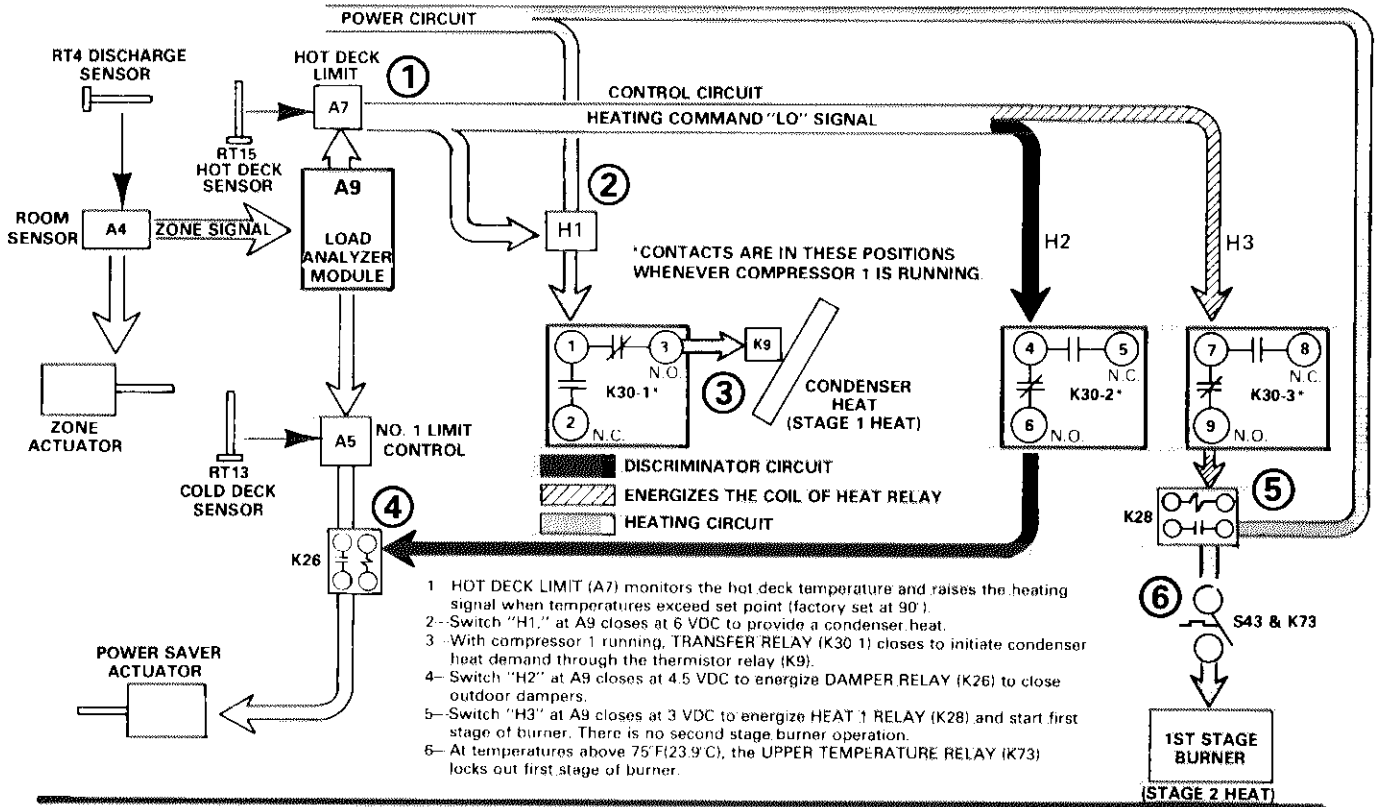 POWER CIRCUIT
RT4 DISCHARGE
SENSOR
HOT DECK
LIMIT
1
A7
CONTROL CIRCUIT
HEATING COMMAND "LO" SIGNAL
RT15
HOT DECK
SENSOR
2
A9
LOAD
ANALYZER
MODULE
ROOM
SENSOR
A4
ZONE SIGNAL
H1
H2
H3
*CONTACTS ARE IN THESE POSITIONS
WHENEVER COMPRESSOR 1 IS RUNNING.
1
3
N.O.
K30-1*
2
N.C.
K9
3
CONDENSER
HEAT
(STAGE 1 HEAT)
4
5
N.C.
K30-2*
6
N.O.
7
8
N.C.
K30-3*
9
N.O.
ZONE
ACTUATOR
RT13
COLD DECK
SENSOR
A5
NO. 1 LIMIT
CONTROL
DISCRIMINATOR CIRCUIT
ENERGIZES THE COIL OF HEAT RELAY
HEATING CIRCUIT
4
K26
5
K28
6
S43 & K73
1 HOT DECK LIMIT (A7) monitors the hot deck temperature and raises the heating
signal when temperatures exceed set point (factory set at 90°).
2-- Switch "H1," at A9 closes at 6 VDC to provide a condenser heat.
3 -- With compressor 1 running, TRANSFER RELAY (K30 1) closes to initiate condenser
heat demand through the thermistor relay (K9).
4-- Switch "H2" at A9 closes at 4.5 VDC to energize DAMPER RELAY (K26) to close
outdoor dampers.
5-- Switch "H3" at A9 closes at 3 VDC to energize HEAT 1 RELAY (K28) and start first
stage of burner. There is no second stage burner operation.
6-- At temperatures above 75°F(23.9°C), the UPPER TEMPERATURE RELAY (K73)
locks out first stage of burner.
POWER SAVER
ACTUATOR
1ST STAGE
BURNER
(STAGE 2 HEAT)